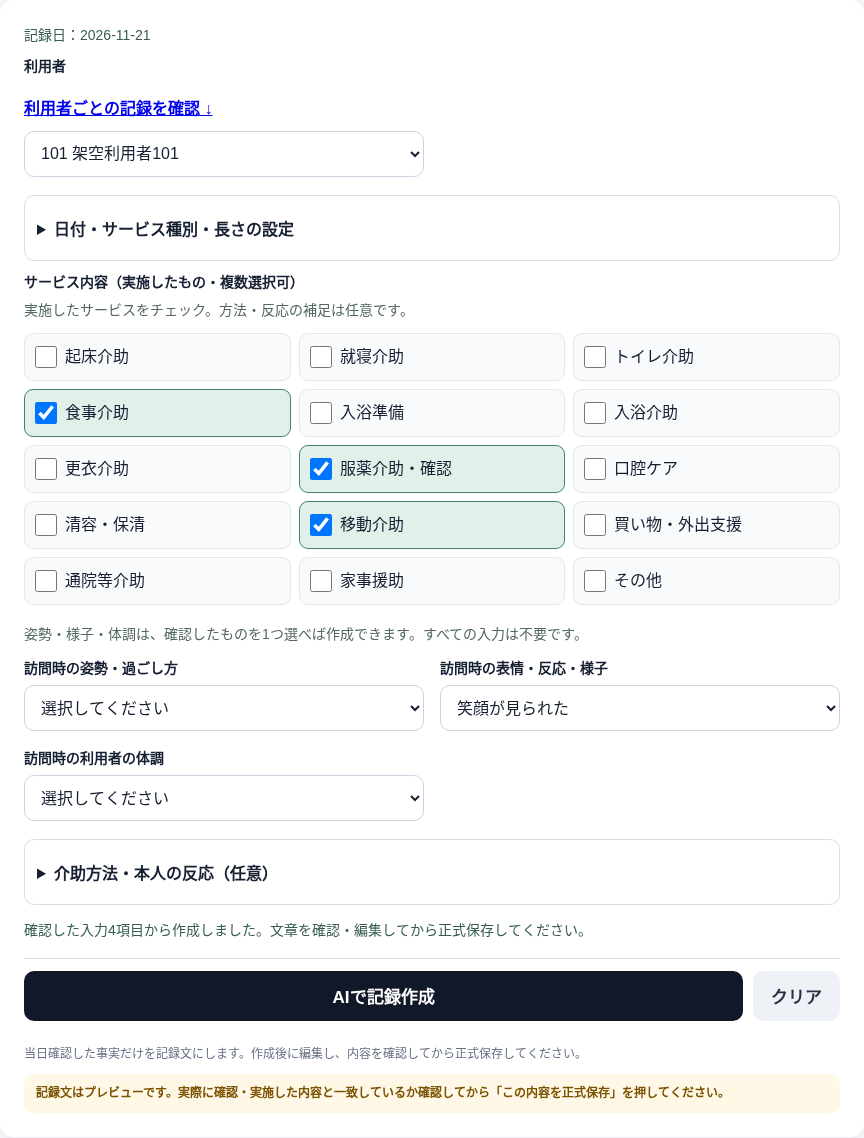 記録日：2026-11-21
利用者
利用者ごとの記録を確認 ↓
101 架空利用者101
▶ 日付・サービス種別・長さの設定
サービス内容（実施したもの・複数選択可）
実施したサービスをチェック。方法・反応の補足は任意です。
起床介助 就寝介助 トイレ介助
食事介助 入浴準備 入浴介助
更衣介助 服薬介助・確認 口腔ケア
清容・保清 移動介助 買い物・外出支援
通院等介助 家事援助 その他
姿勢・様子・体調は、確認したものを1つ選べば作成できます。すべての入力は不要です。
訪問時の姿勢・過ごし方 訪問時の表情・反応・様子
選択してください 笑顔が見られた
訪問時の利用者の体調
選択してください
▶ 介助方法・本人の反応（任意）
確認した入力4項目から作成しました。文章を確認・編集してから正式保存してください。
AIで記録作成 クリア
当日確認した事実だけを記録文にします。作成後に編集し、内容を確認してから正式保存してください。
記録文はプレビューです。実際に確認・実施した内容と一致しているか確認してから「この内容を正式保存」を押してください。